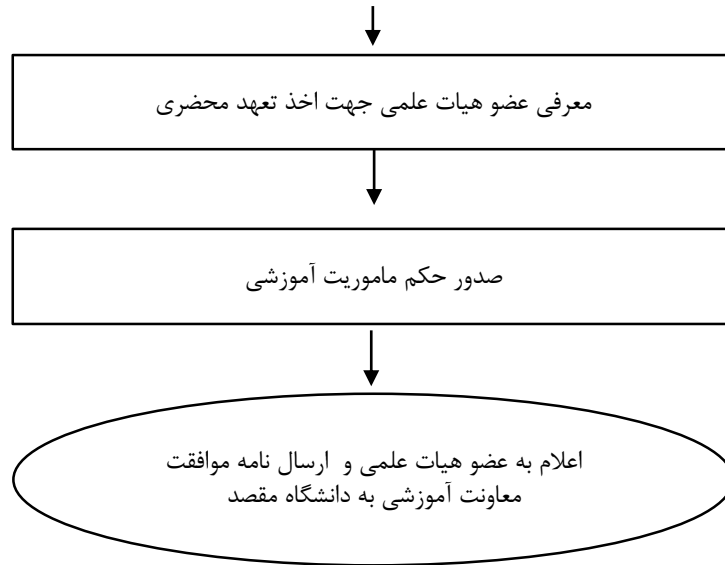 معرفی عضو هیات علمی جهت اخذ تعهد محضری
صدور حکم ماموریت آموزشی
اعلام به عضو هیات علمی و ارسال نامه موافقت
معاونت آموزشی به دانشگاه مقصد